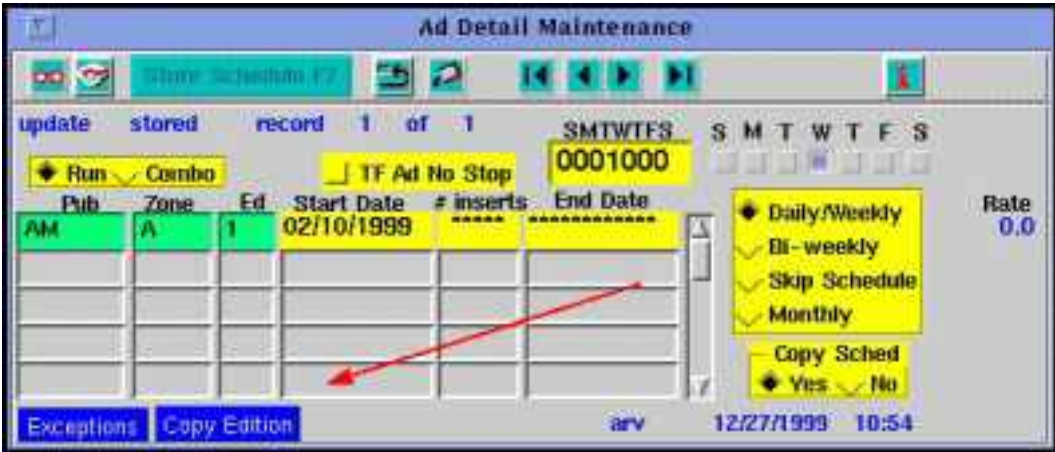 Ad Detail Maintenance
Store Schedule F7
update stored record 1 of 1
SMTWTFS
S M T W T F S
0001000
Run Combo
TF Ad No Stop
Pub Zone Ed Start Date # inserts End Date
AM A 1 02/10/1999 ***** ************
Daily/Weekly
Bi-weekly
Skip Schedule
Monthly
Rate
0.0
Copy Sched
Yes No
Exceptions Copy Edition arv 12/27/1999 10:54